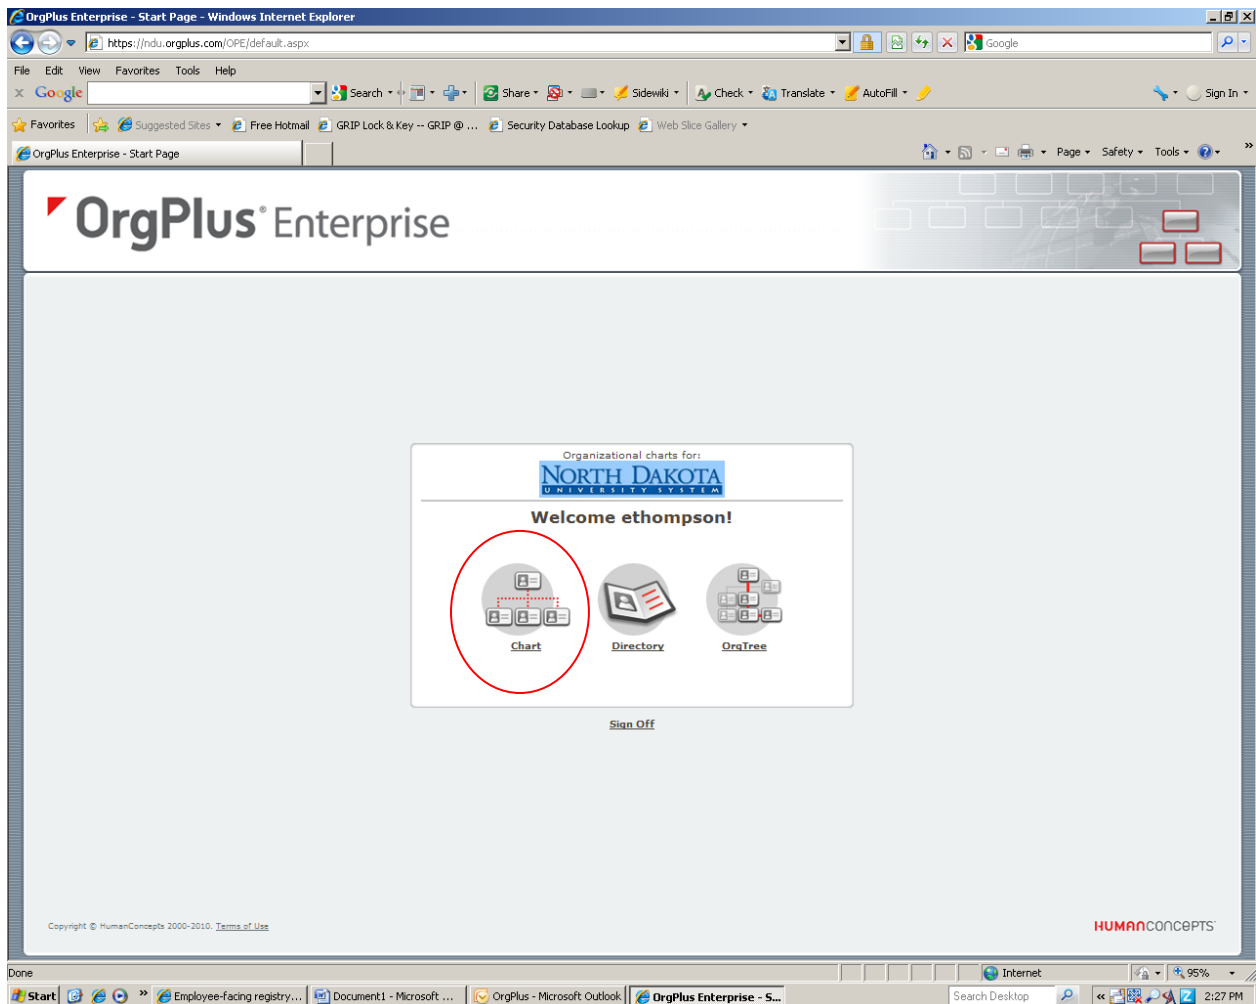 OrgPlus Enterprise - Start Page - Windows Internet Explorer
https://ndu.orgplus.com/OPE/default.aspx
Google
File Edit View Favorites Tools Help
x Google Search Share Sidewiki Check Translate AutoFill Sign In
Favorites Suggested Sites Free Hotmail GRIP Lock & Key -- GRIP @ ... Security Database Lookup Web Slice Gallery
OrgPlus Enterprise - Start Page Page Safety Tools »
OrgPlus® Enterprise
Organizational charts for:
NORTH DAKOTA
UNIVERSITY SYSTEM
Welcome ethompson!
Chart Directory OrgTree
Sign Off
Copyright © HumanConcepts 2000-2010. Terms of Use HUMANCONCEPTS
Done Internet 95%
Start » Employee-facing registry... Document1 - Microsoft ... OrgPlus - Microsoft Outlook OrgPlus Enterprise - S... Search Desktop « 2:27 PM